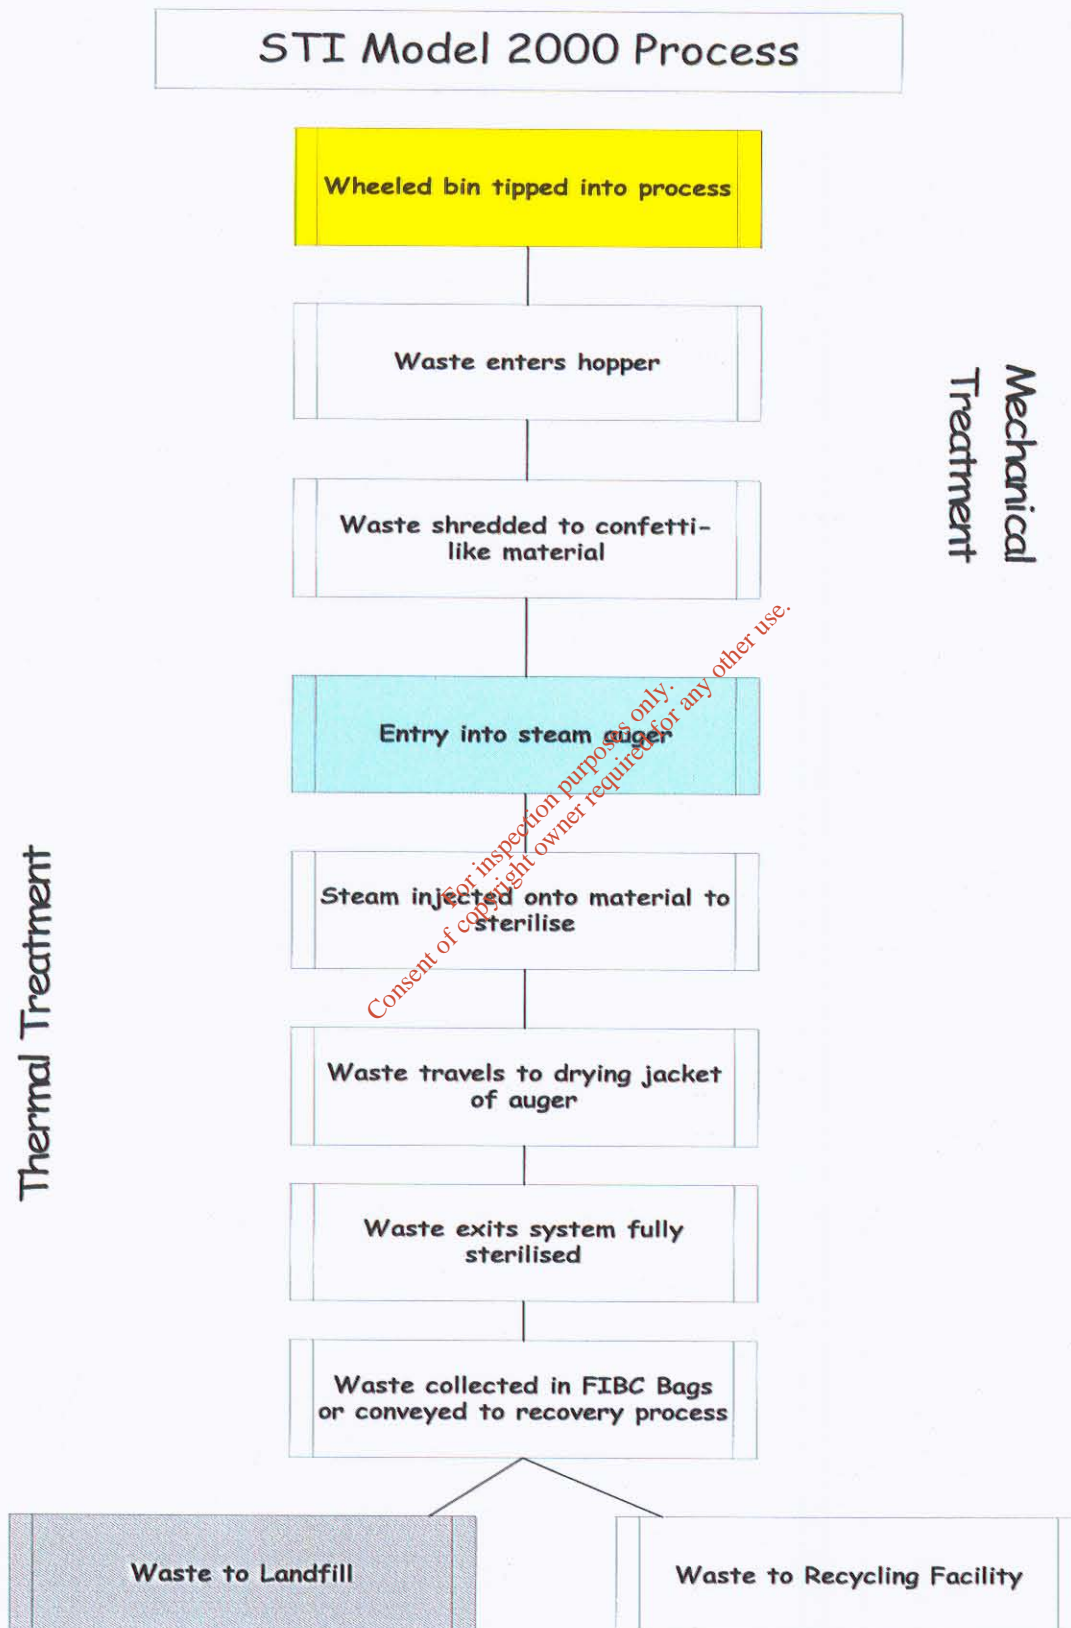 STI Model 2000 Process
Wheeled bin tipped into process
Waste enters hopper
Mechanical
Treatment
Waste shredded to confetti-
like material
Entry into steam auger
For inspection purposes only.
Consent of copyright owner required for any other use.
Thermal Treatment
Steam injected onto material to
sterilise
Waste travels to drying jacket
of auger
Waste exits system fully
sterilised
Waste collected in FIBC Bags
or conveyed to recovery process
Waste to Landfill
Waste to Recycling Facility